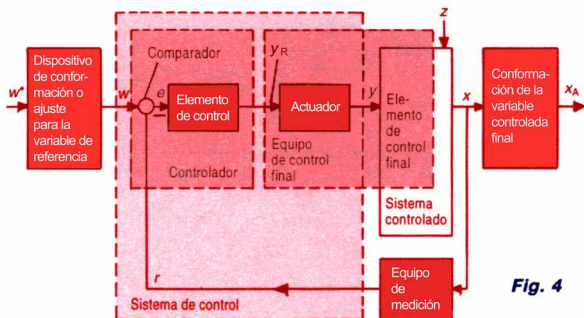 z
w*
Dispositivo
de confor-
mación o
ajuste
para la
variable de
referencia
w
Comparador
e
Elemento
de control
Controlador
y_R
Actuador
Equipo
de control
final
y
Ele-
mento
de
control
final
Sistema
controlado
x
Conforma-
ción de la
variable
controlada
final
x_A
r
Sistema de control
Equipo
de
medición
Fig. 4